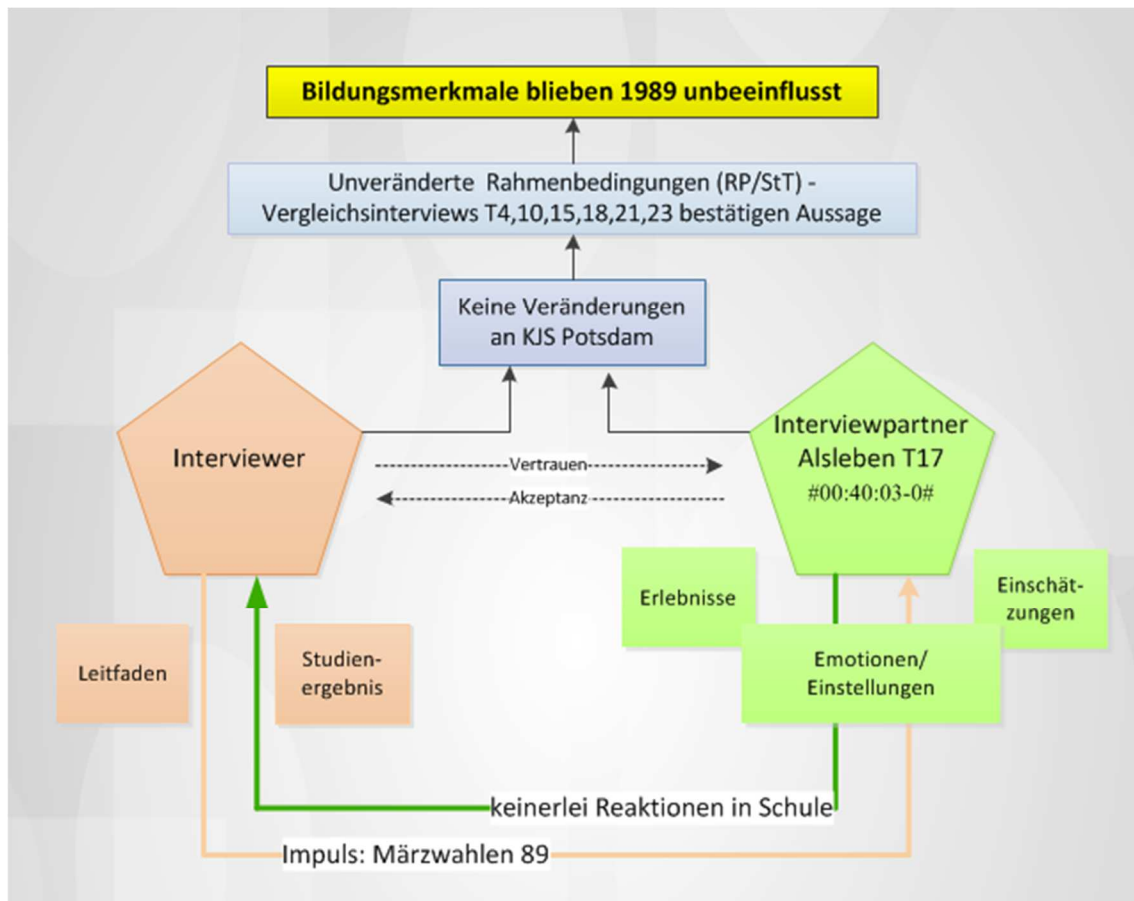 Bildungsmerkmale blieben 1989 unbeeinflusst
Unveränderte Rahmenbedingungen (RP/StT) -
Vergleichsinterviews T4,10,15,18,21,23 bestätigen Aussage
Keine Veränderungen
an KJS Potsdam
Interviewer
Vertrauen
Akzeptanz
Interviewpartner
Alsleben T17
#00:40:03-0#
Leitfaden
Studien-
ergebnis
Erlebnisse
Einschät-
zungen
Emotionen/
Einstellungen
keinerlei Reaktionen in Schule
Impuls: Märzwahlen 89